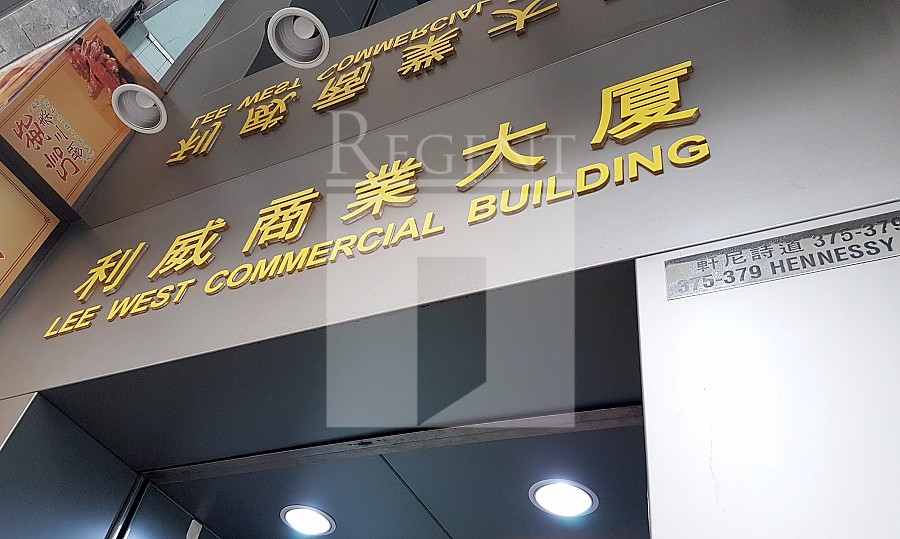 REGENT
利威商業大厦
LEE WEST COMMERCIAL BUILDING
軒尼詩道 375-379
375-379 HENNESSY